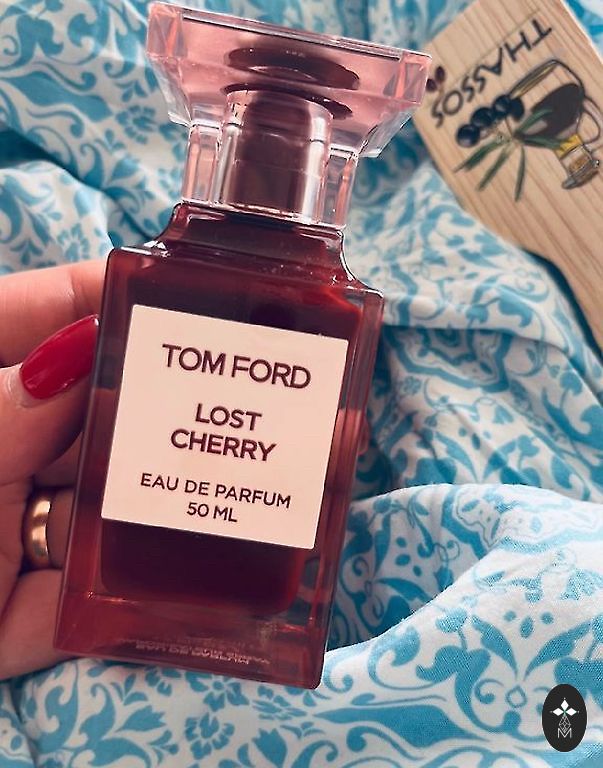 THASSOS
TOM FORD
LOST
CHERRY
EAU DE PARFUM
50 ML